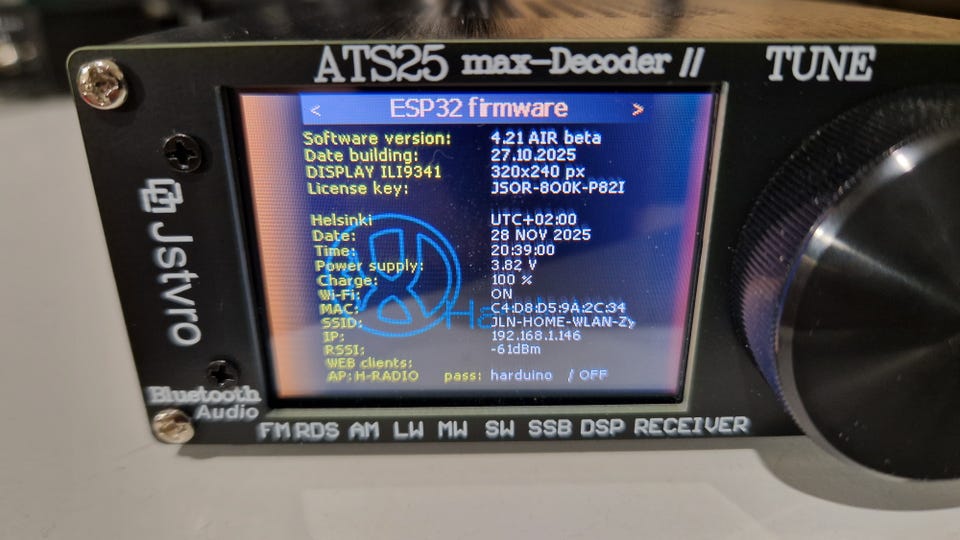 ATS25 max-Decoder II TUNE
< ESP32 firmware >
Software version: 4.21 AIR beta
Date building: 27.10.2025
DISPLAY ILI9341 320x240 px
License key: JSOR-8O0K-P82I
Helsinki UTC+02:00
Date: 28 NOV 2025
Time: 20:39:00
Power supply: 3.82 V
Charge: 100 %
Wi-Fi: ON
MAC: C4:D8:D5:9A:2C:34
SSID: JLN-HOME-WLAN-Zy
IP: 192.168.1.146
RSSI: -61dBm
WEB clients:
AP: H-RADIO pass: harduino / OFF
Jstvro
Bluetooth
Audio
FM RDS AM LW MW SW SSB DSP RECEIVER